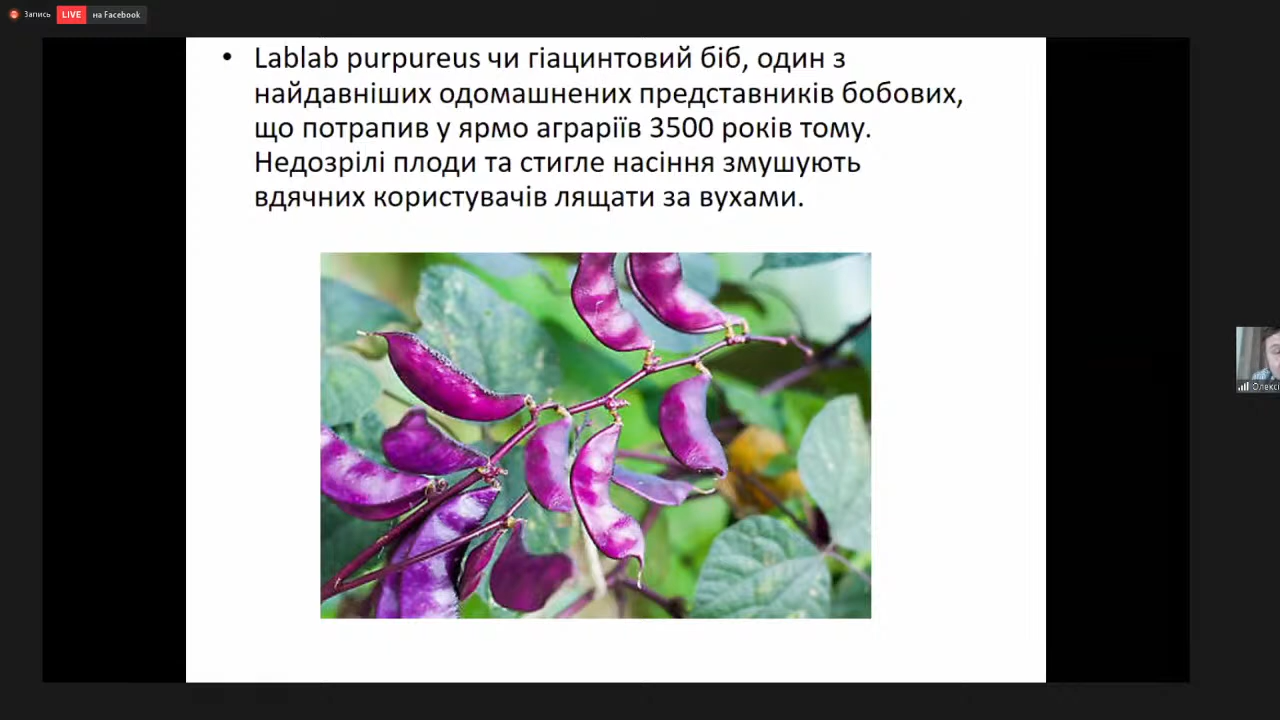 Запись LIVE на Facebook
• Lablab purpureus чи гіацинтовий біб, один з
найдавніших одомашнених представників бобових,
що потрапив у ярмо аграріїв 3500 років тому.
Недозрілі плоди та стигле насіння змушують
вдячних користувачів лящати за вухами.
Олексі